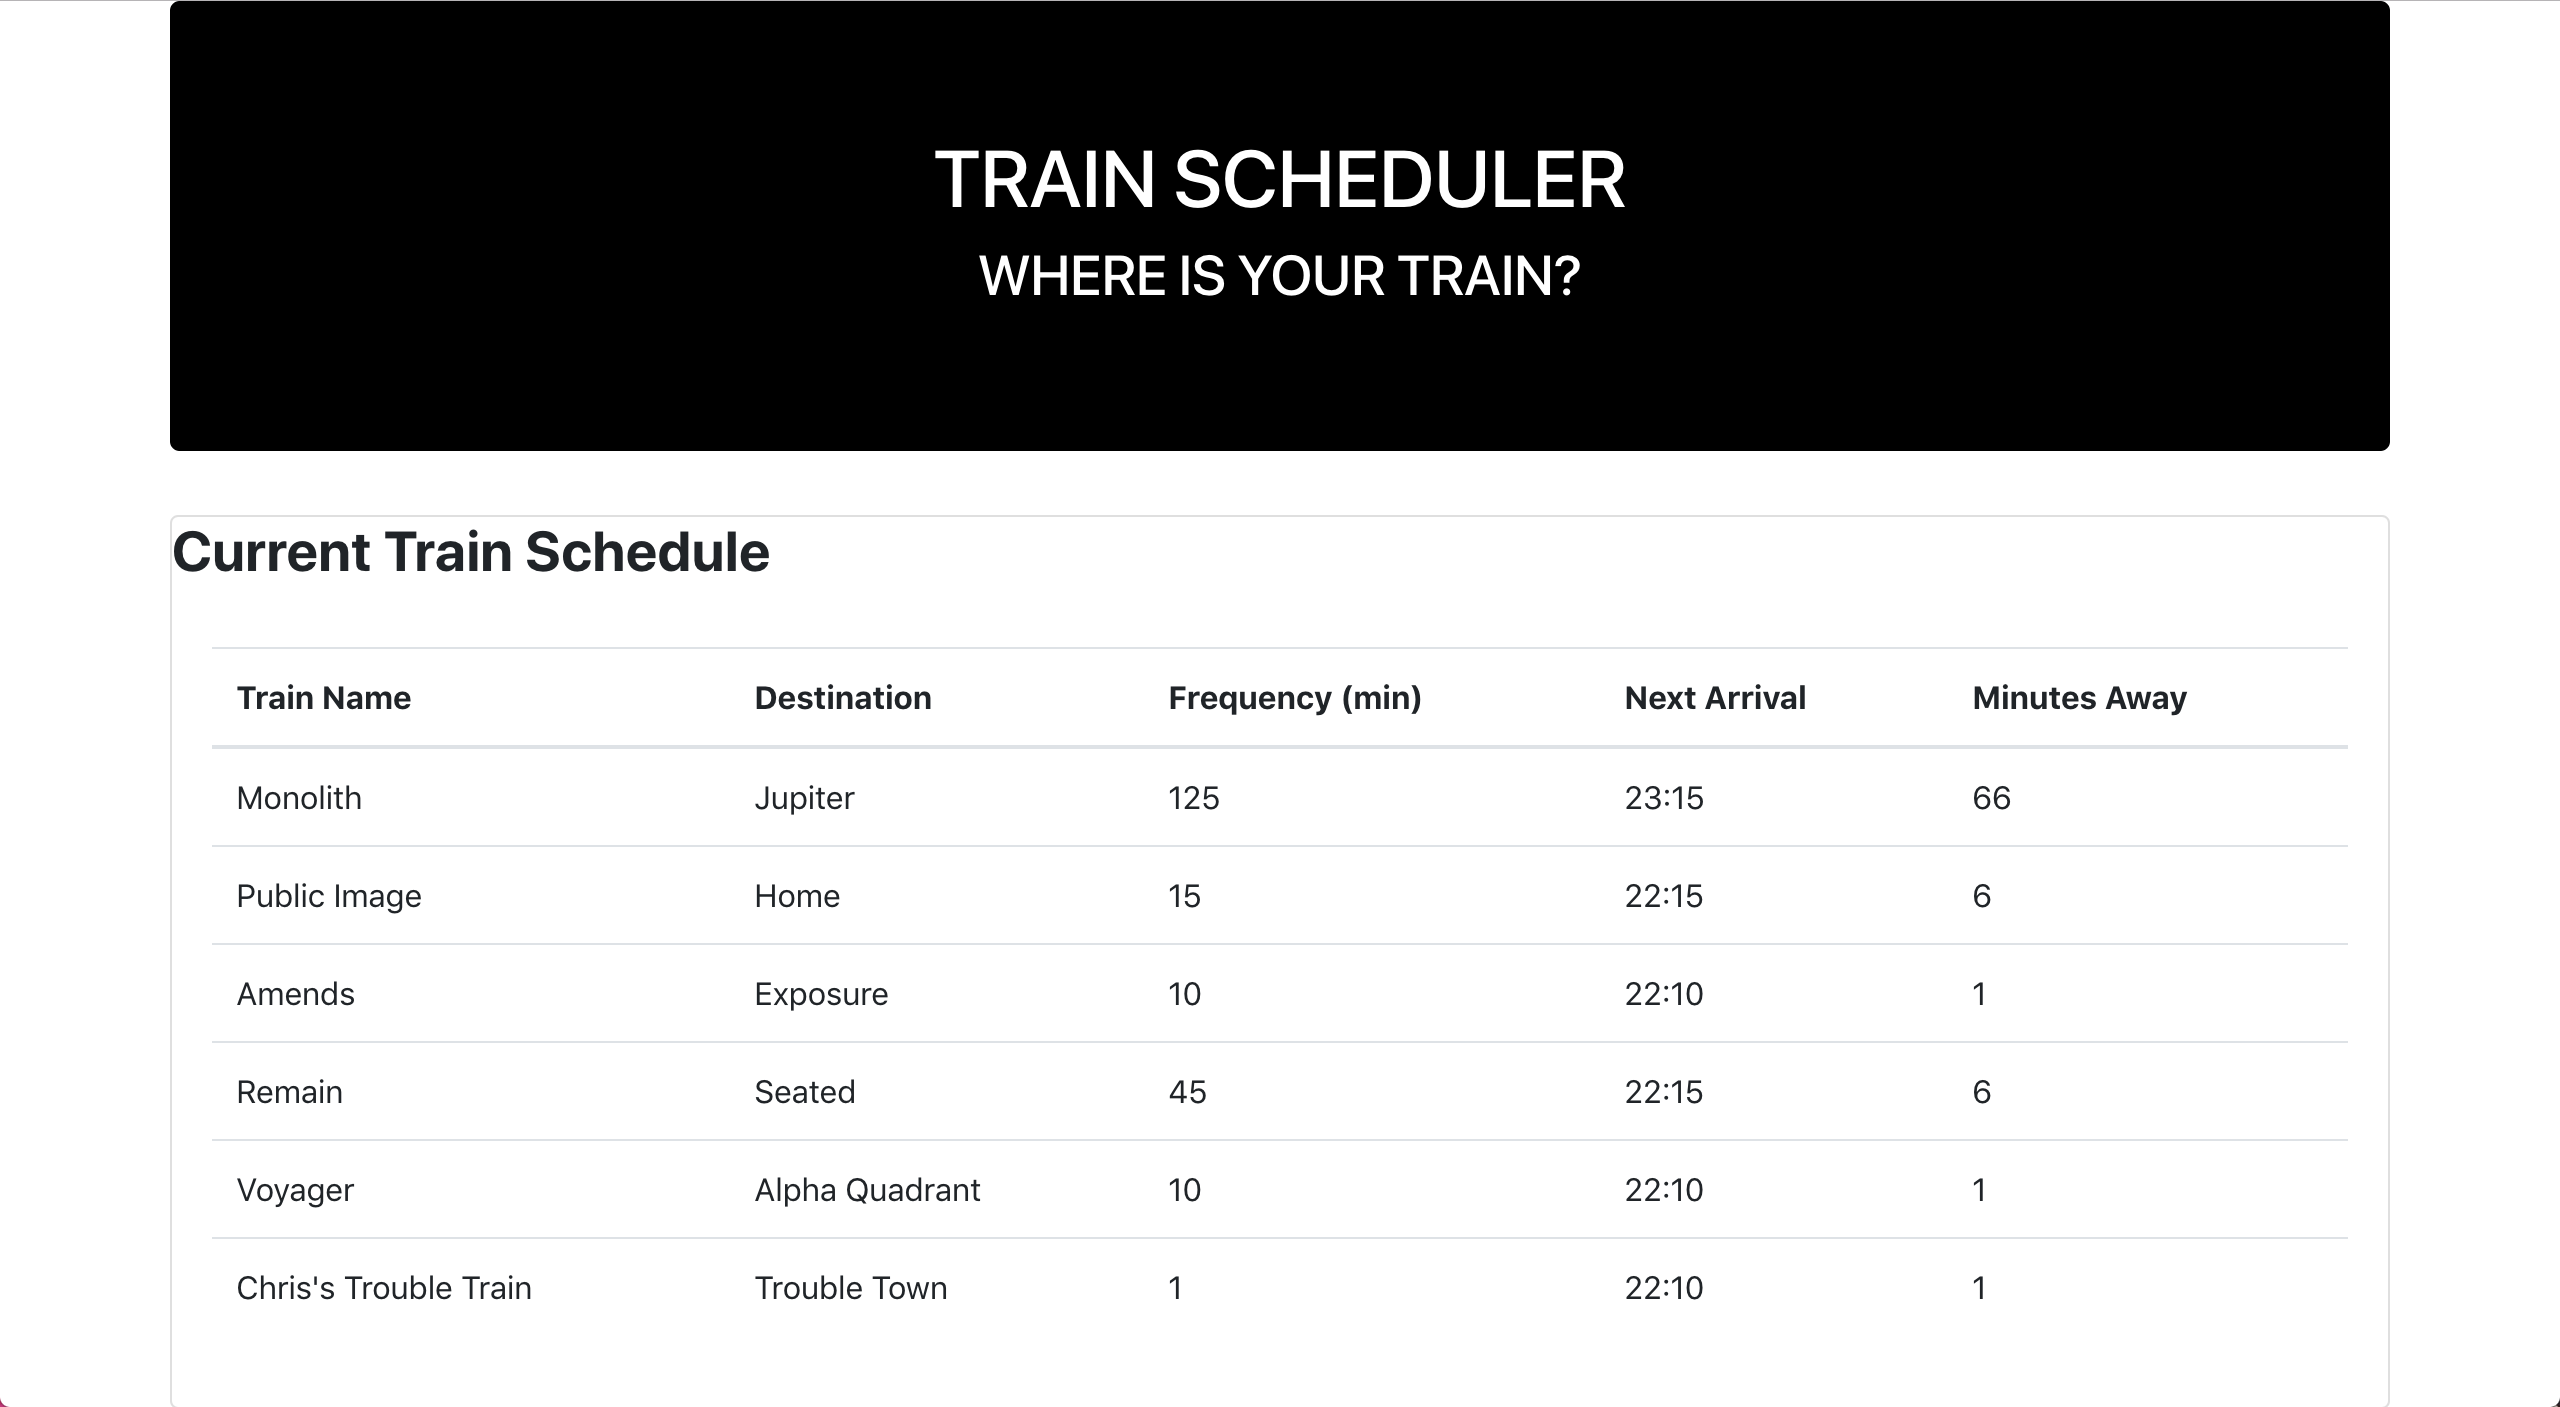 TRAIN SCHEDULER
WHERE IS YOUR TRAIN?
Current Train Schedule
Train Name Destination Frequency (min) Next Arrival Minutes Away
Monolith Jupiter 125 23:15 66
Public Image Home 15 22:15 6
Amends Exposure 10 22:10 1
Remain Seated 45 22:15 6
Voyager Alpha Quadrant 10 22:10 1
Chris's Trouble Train Trouble Town 1 22:10 1